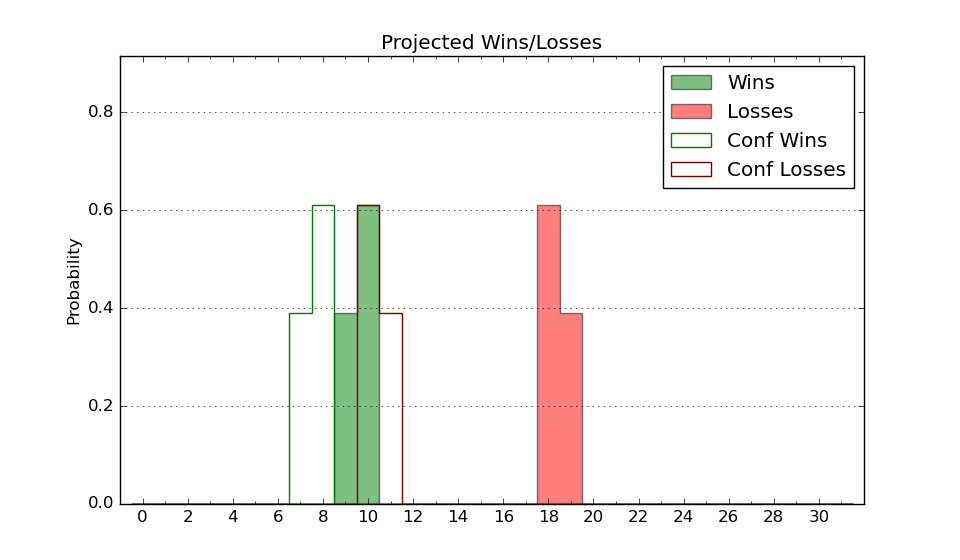 Projected Wins/Losses
Wins
Losses
Conf Wins
Conf Losses
Probability
0.8
0.6
0.4
0.2
0.0
0 2 4 6 8 10 12 14 16 18 20 22 24 26 28 30